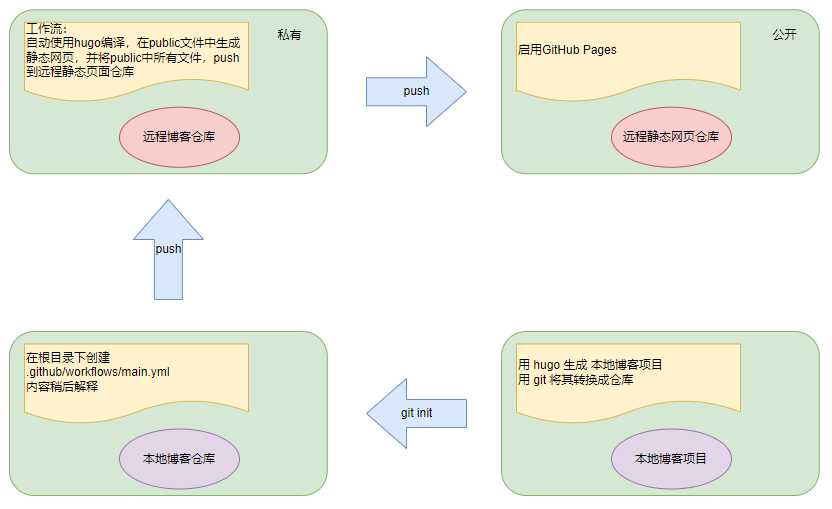 工作流：
自动使用hugo编译，在public文件中生成
静态网页，并将public中所有文件，push
到远程静态页面仓库
私有
远程博客仓库
push
公开
启用GitHub Pages
远程静态网页仓库
push
在根目录下创建
.github/workflows/main.yml
内容稍后解释
本地博客仓库
git init
用 hugo 生成 本地博客项目
用 git 将其转换成仓库
本地博客项目